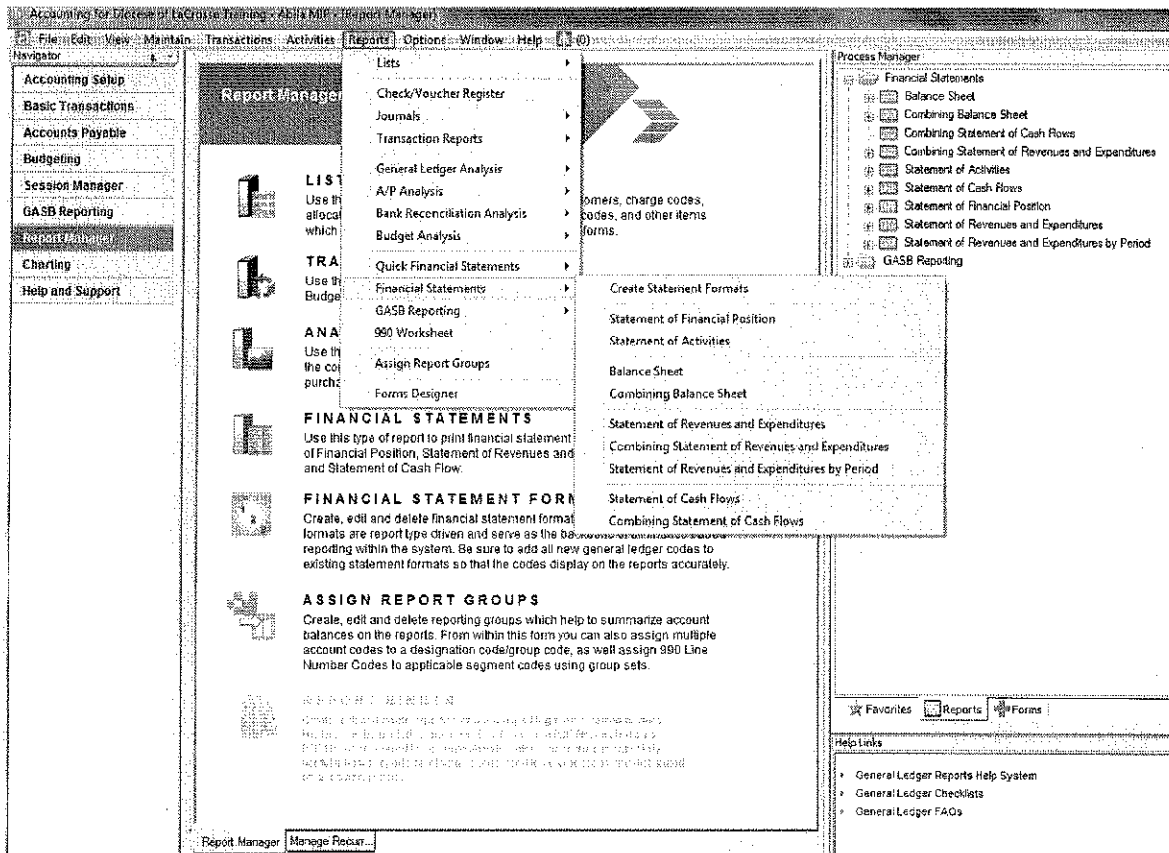 Accounting for Diocese of LaCrosse Training - Abila MIP - [Report Manager]
File Edit View Maintain Transactions Activities Reports Options Window Help (0)
Navigator
Accounting Setup
Basic Transactions
Accounts Payable
Budgeting
Session Manager
GASB Reporting
Report Manager
Charting
Help and Support
Report Manager
LIST
Use th
omers, charge codes,
allocat
codes, and other items
which
forms.
TRA
Use th
Budge
ANA
Use th
the co
purcha
FINANCIAL STATEMENTS
Use this type of report to print financial statement
of Financial Position, Statement of Revenues and
and Statement of Cash Flow.
FINANCIAL STATEMENT FORM
Create, edit and delete financial statement format
formats are report type driven and serve as the ba
reporting within the system. Be sure to add all new general ledger codes to
existing statement formats so that the codes display on the reports accurately.
ASSIGN REPORT GROUPS
Create, edit and delete reporting groups which help to summarize account
balances on the reports. From within this form you can also assign multiple
account codes to a designation code/group code, as well assign 990 Line
Number Codes to applicable segment codes using group sets.
REPORT BINDER
Report Manager Manage Recurr...
Lists
Check/Voucher Register
Journals
Transaction Reports
General Ledger Analysis
A/P Analysis
Bank Reconciliation Analysis
Budget Analysis
Quick Financial Statements
Financial Statements
GASB Reporting
990 Worksheet
Assign Report Groups
Forms Designer
Create Statement Formats
Statement of Financial Position
Statement of Activities
Balance Sheet
Combining Balance Sheet
Statement of Revenues and Expenditures
Combining Statement of Revenues and Expenditures
Statement of Revenues and Expenditures by Period
Statement of Cash Flows
Combining Statement of Cash Flows
Process Manager
Financial Statements
Balance Sheet
Combining Balance Sheet
Combining Statement of Cash Flows
Combining Statement of Revenues and Expenditures
Statement of Activities
Statement of Cash Flows
Statement of Financial Position
Statement of Revenues and Expenditures
Statement of Revenues and Expenditures by Period
GASB Reporting
Favorites Reports Forms
Help Links
General Ledger Reports Help System
General Ledger Checklists
General Ledger FAQs